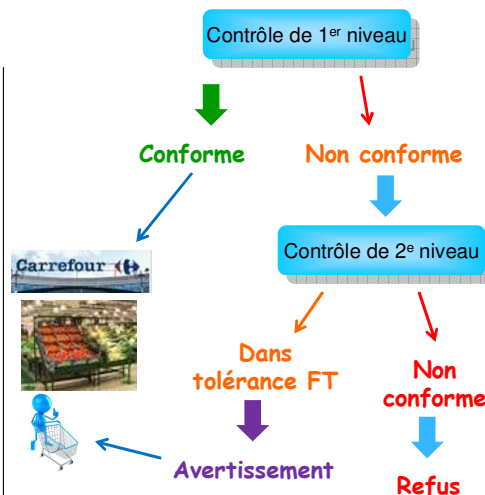 Contrôle de 1er niveau
Conforme
Non conforme
Contrôle de 2e niveau
Carrefour
Dans
tolérance FT
Non
conforme
Avertissement
Refus